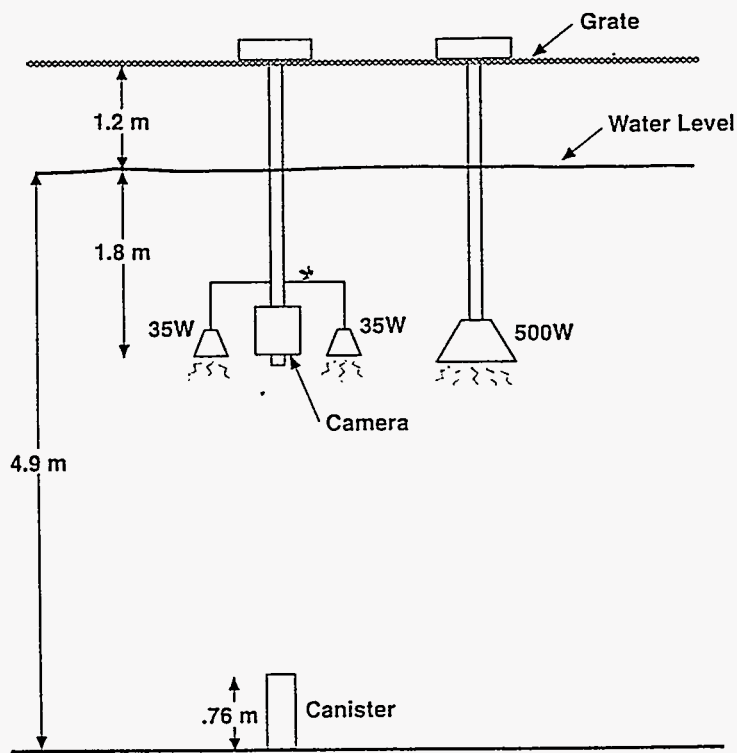 Grate
1.2 m
Water Level
1.8 m
35W
35W
500W
Camera
4.9 m
.76 m
Canister